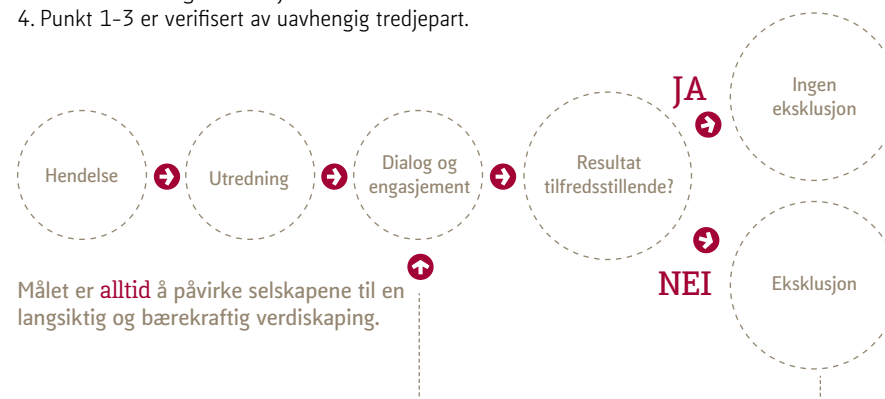 4. Punkt 1-3 er verifisert av uavhengig tredjepart.
Hendelse
Utredning
Dialog og
engasjement
Resultat
tilfredsstillende?
JA
Ingen
eksklusjon
NEI
Eksklusjon
Målet er alltid å påvirke selskapene til en
langsiktig og bærekraftig verdiskaping.